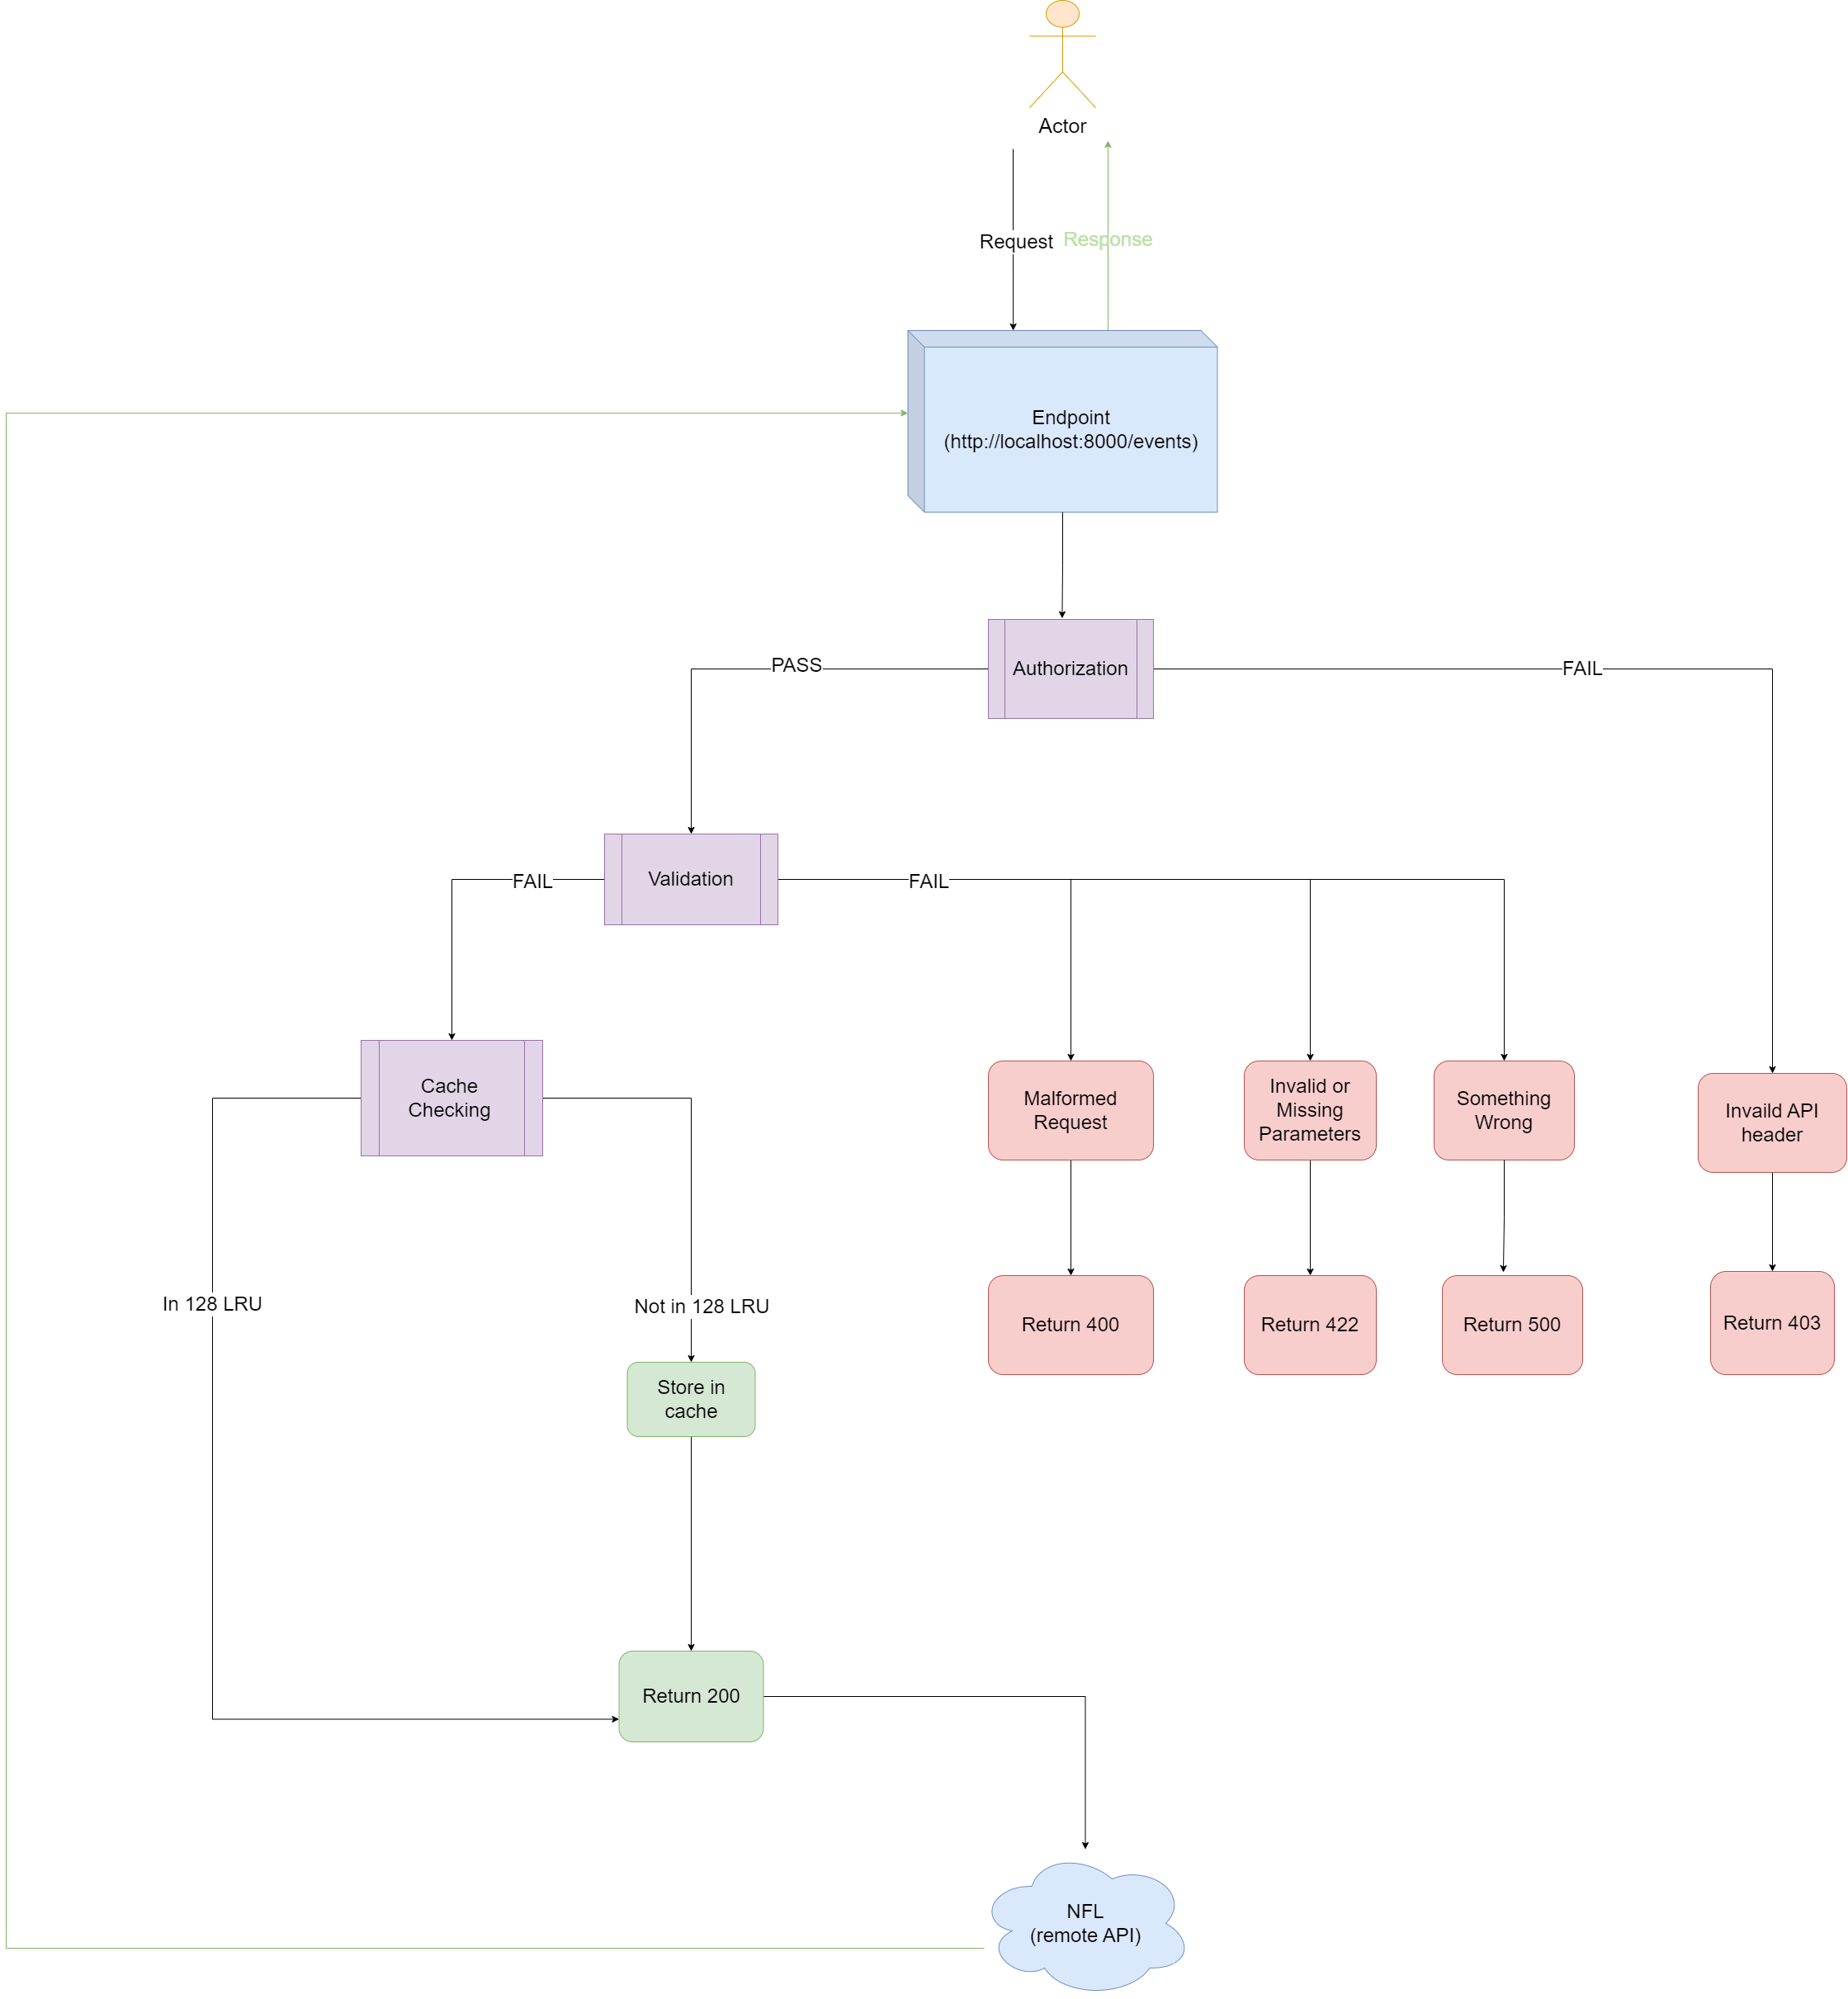 Actor
Request
Response
Endpoint
(http://localhost:8000/events)
PASS
Authorization
FAIL
FAIL
Validation
FAIL
Cache
Checking
Malformed
Request
Invalid or
Missing
Parameters
Something
Wrong
Invaild API
header
In 128 LRU
Not in 128 LRU
Return 400
Return 422
Return 500
Return 403
Store in
cache
Return 200
NFL
(remote API)